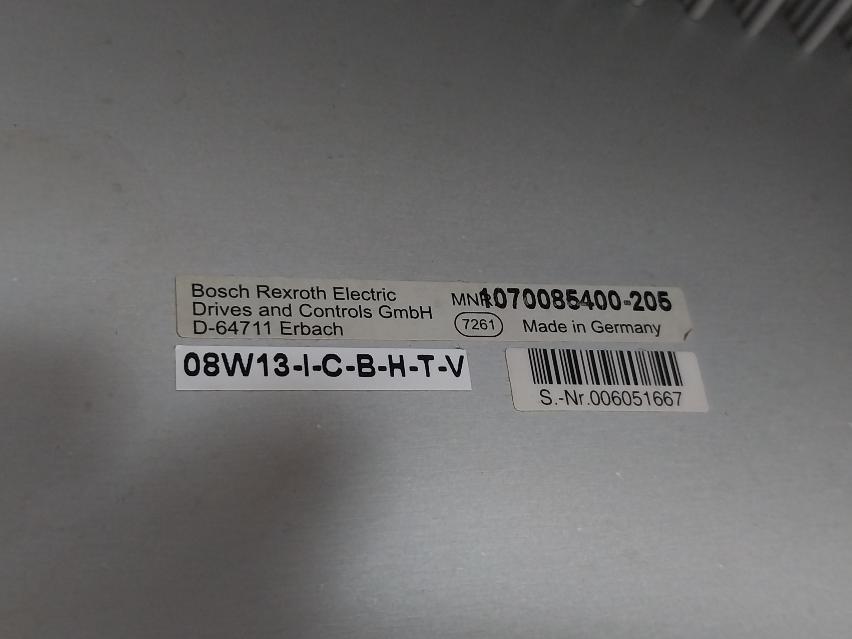 Bosch Rexroth Electric
Drives and Controls GmbH
D-64711 Erbach
MNR 1070085400-205
7261 Made in Germany
08W13-I-C-B-H-T-V
S.-Nr.006051667